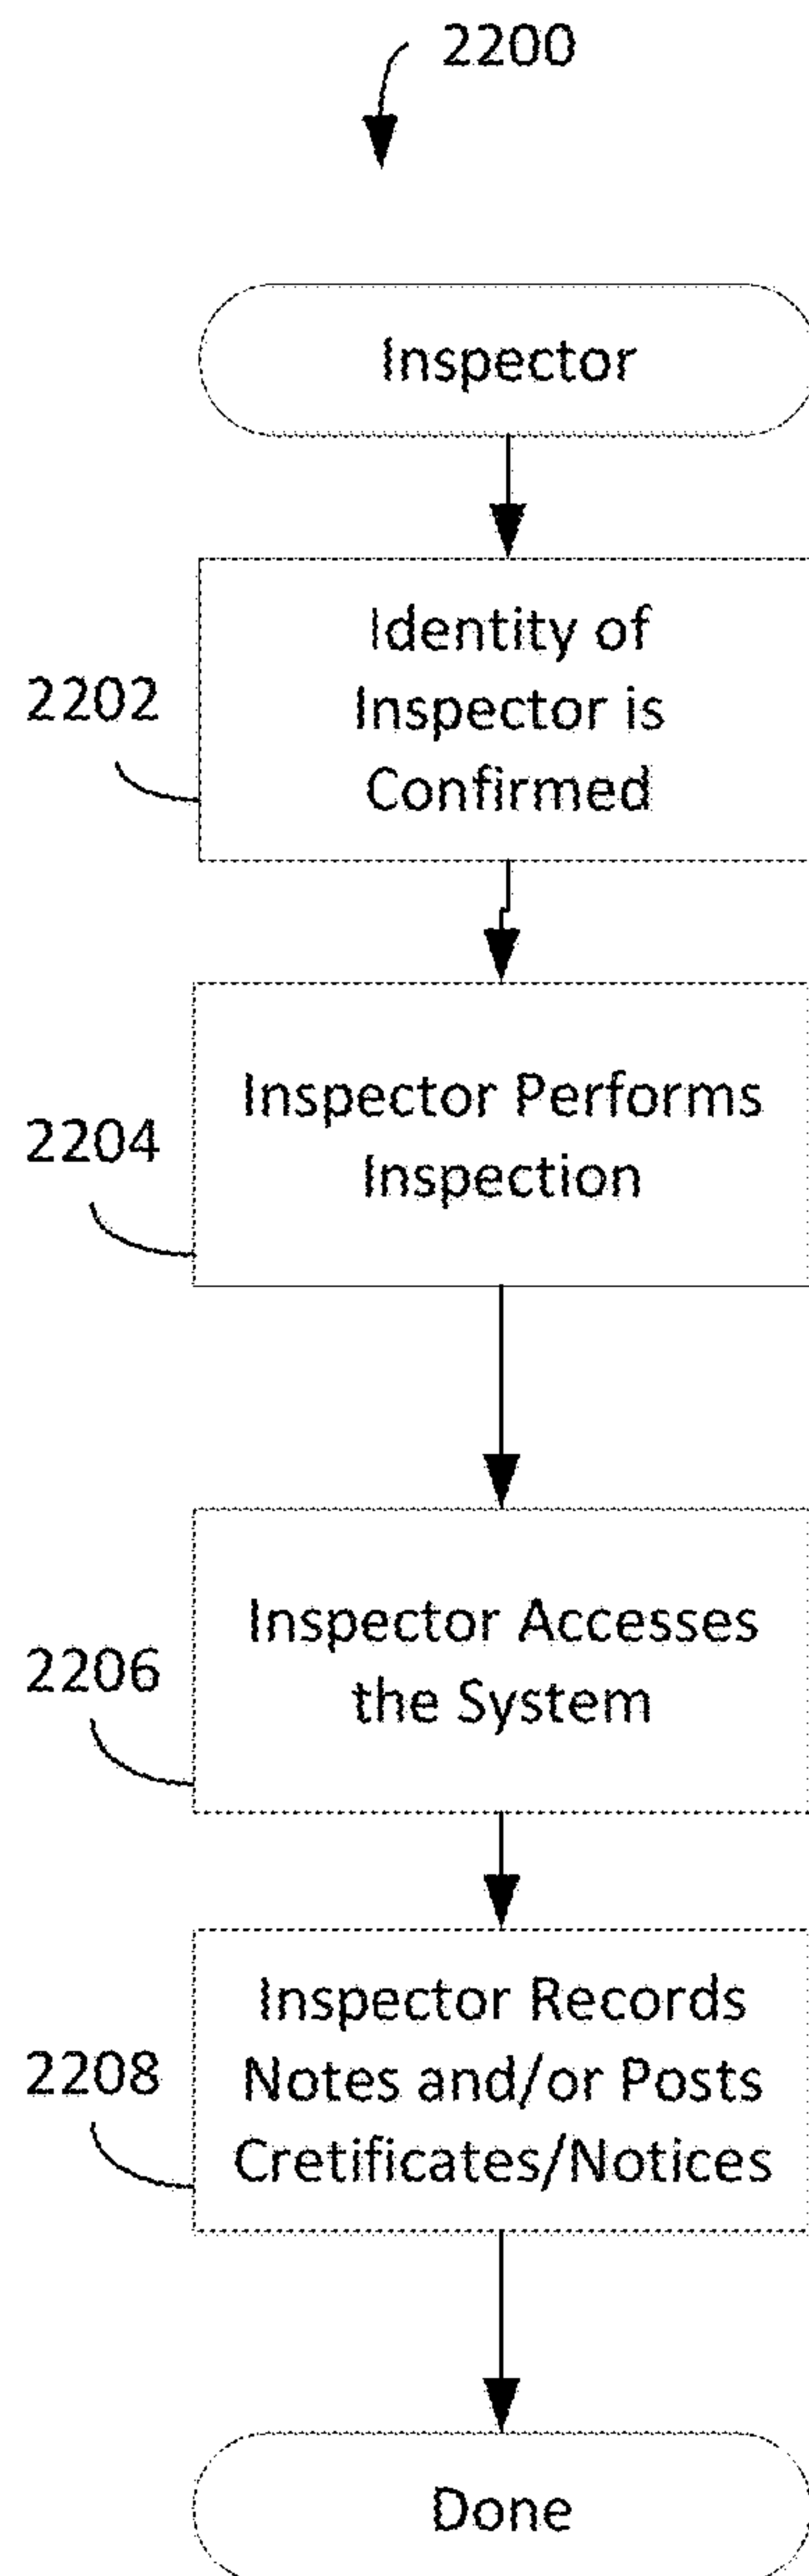 2200
Inspector
Identity of
Inspector is
Confirmed
2202
Inspector Performs
Inspection
2204
Inspector Accesses
the System
2206
Inspector Records
Notes and/or Posts
Cretificates/Notices
2208
Done